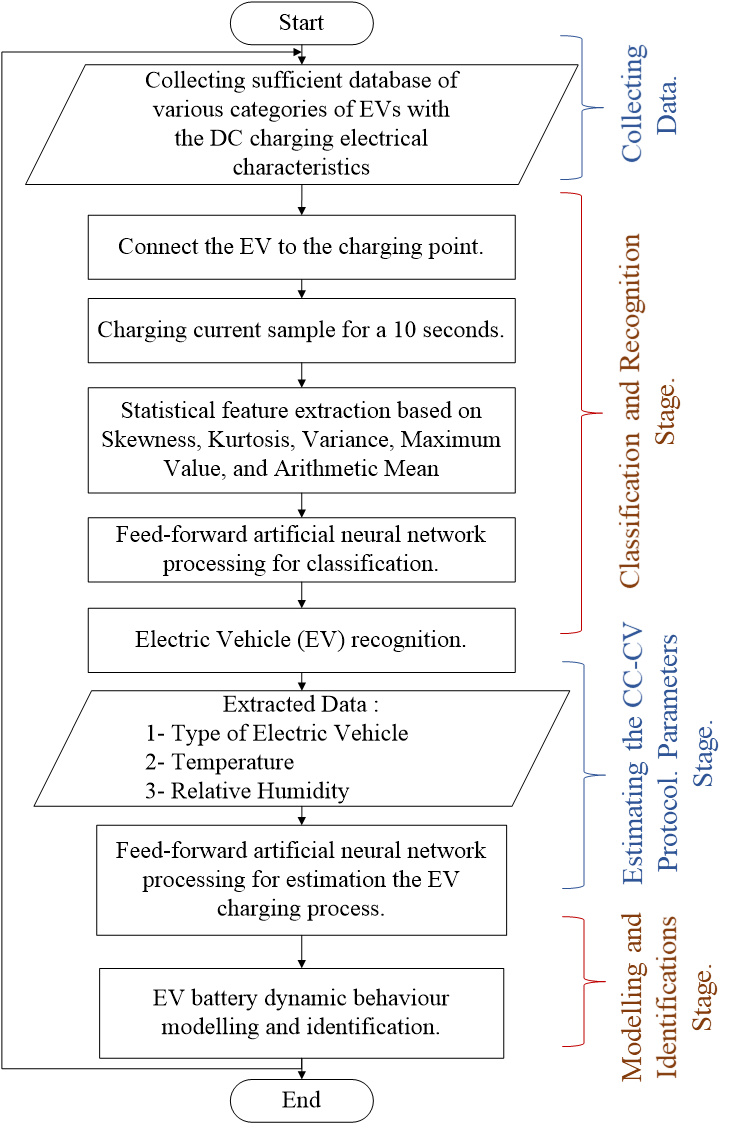 Start
Collecting sufficient database of
various categories of EVs with
the DC charging electrical
characteristics
Collecting
Data.
Connect the EV to the charging point.
Charging current sample for a 10 seconds.
Statistical feature extraction based on
Skewness, Kurtosis, Variance, Maximum
Value, and Arithmetic Mean
Feed-forward artificial neural network
processing for classification.
Electric Vehicle (EV) recognition.
Classification and Recognition
Stage.
Extracted Data :
1- Type of Electric Vehicle
2- Temperature
3- Relative Humidity
Feed-forward artificial neural network
processing for estimation the EV
charging process.
Estimating the CC-CV
Protocol. Parameters
Stage.
EV battery dynamic behaviour
modelling and identification.
Modelling and
Identifications
Stage.
End